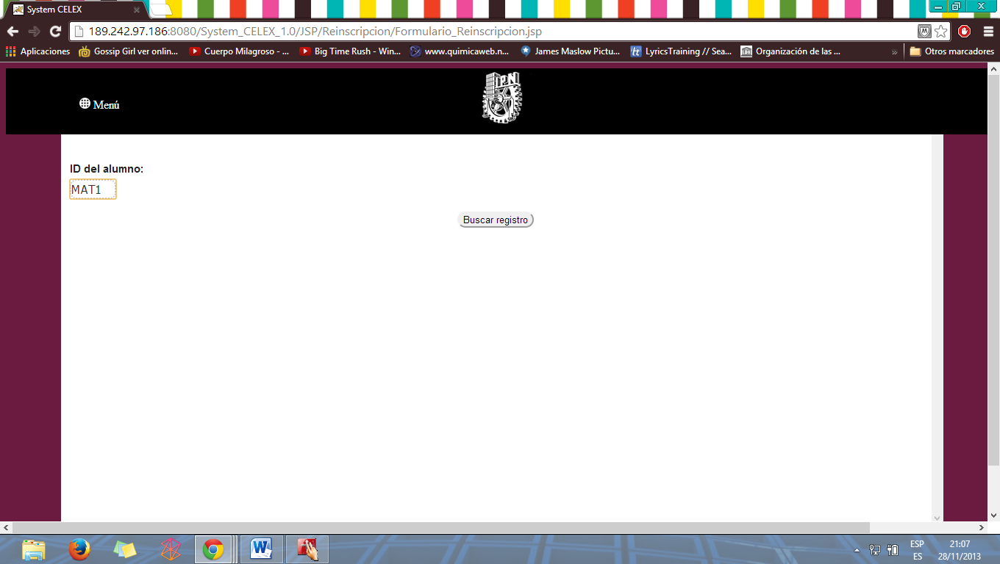 System CELEX
189.242.97.186:8080/System_CELEX_1.0/JSP/Reinscripcion/Formulario_Reinscripcion.jsp
Aplicaciones Gossip Girl ver onlin... Cuerpo Milagroso - ... Big Time Rush - Win... www.quimicaweb.n... James Maslow Pictu... LyricsTraining // Sea... Organización de las ... » Otros marcadores
IPN
Menú
ID del alumno:
MAT1
Buscar registro
ESP 21:07
ES 28/11/2013